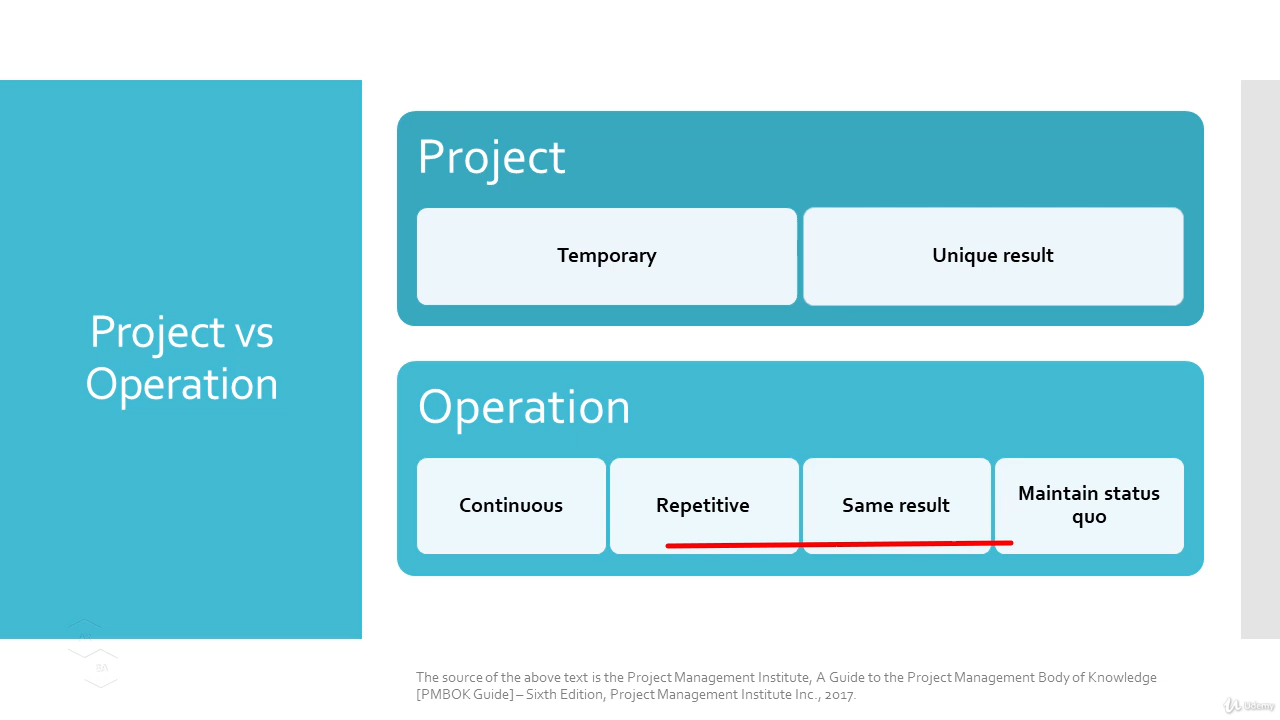 Project vs
Operation
Project
Temporary
Unique result
Operation
Continuous
Repetitive
Same result
Maintain status
quo
The source of the above text is the Project Management Institute, A Guide to the Project Management Body of Knowledge
[PMBOK Guide] – Sixth Edition, Project Management Institute Inc., 2017.
Udemy